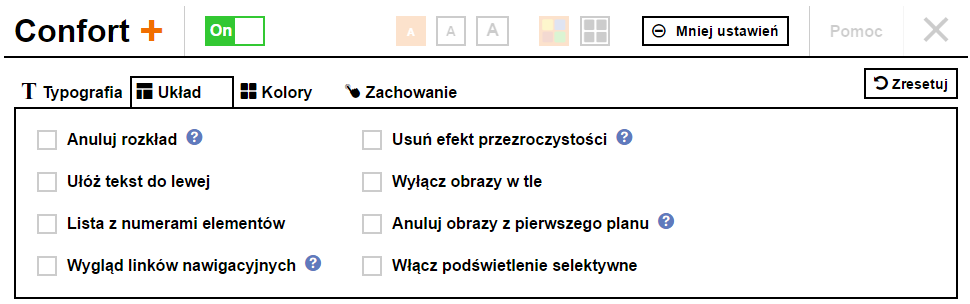 Confort + On A A A Mniej ustawień Pomoc
T Typografia Układ Kolory Zachowanie Zresetuj
Anuluj rozkład ? Usuń efekt przezroczystości ?
Ułóż tekst do lewej Wyłącz obrazy w tle
Lista z numerami elementów Anuluj obrazy z pierwszego planu ?
Wygląd linków nawigacyjnych ? Włącz podświetlenie selektywne